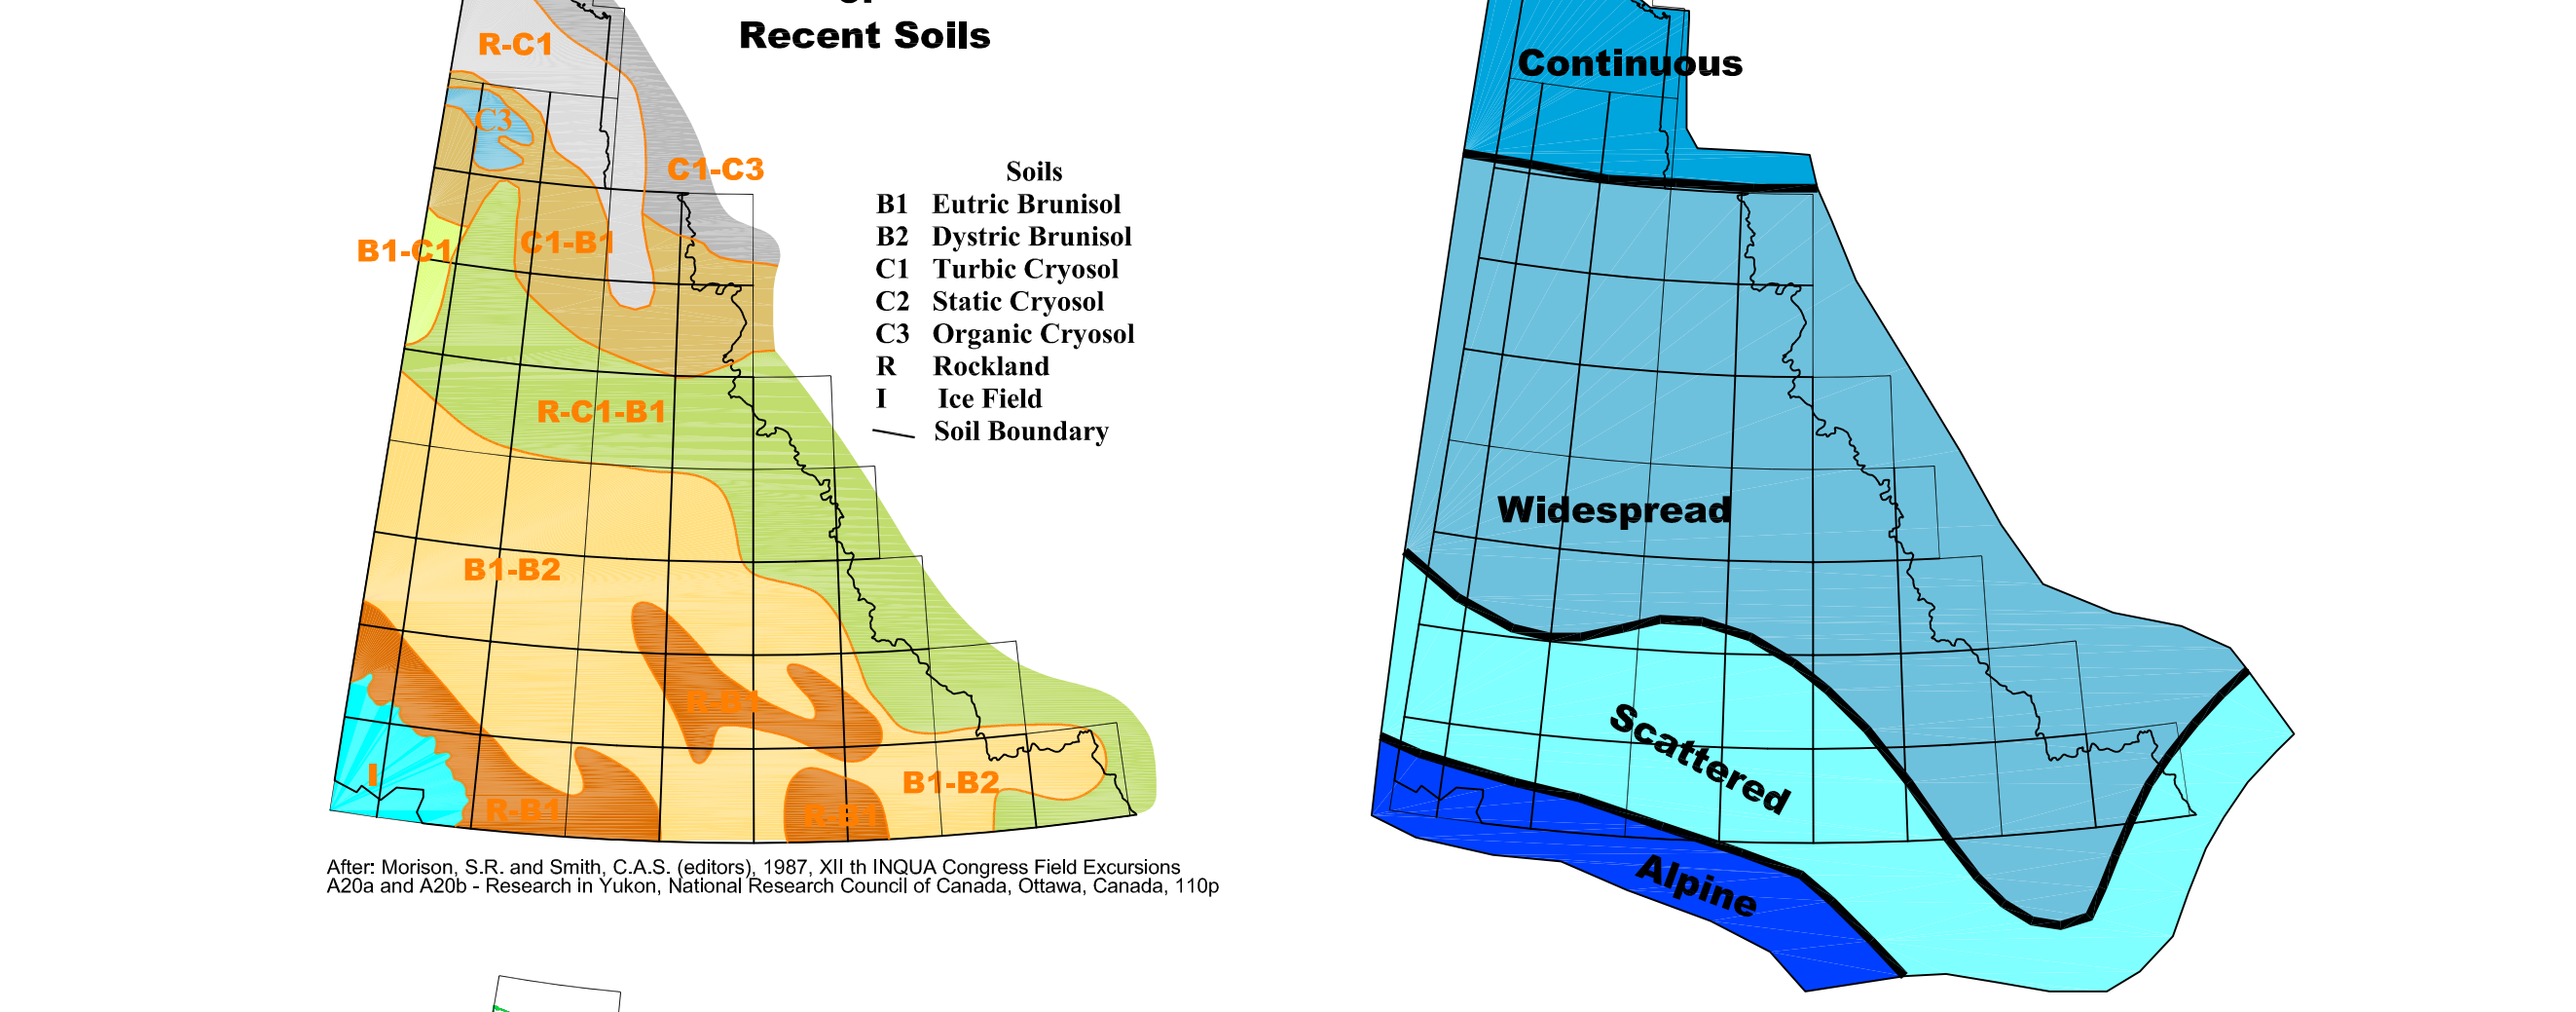 Recent Soils
R-C1
C3
C1-C3
B1-C1
C1-B1
R-C1-B1
B1-B2
R-B1
B1-B2
I
R-B1
R-B1
Soils
B1 Eutric Brunisol
B2 Dystric Brunisol
C1 Turbic Cryosol
C2 Static Cryosol
C3 Organic Cryosol
R Rockland
I Ice Field
Soil Boundary
After: Morison, S.R. and Smith, C.A.S. (editors), 1987, XII th INQUA Congress Field Excursions
A20a and A20b - Research in Yukon, National Research Council of Canada, Ottawa, Canada, 110p
Continuous
Widespread
Scattered
Alpine